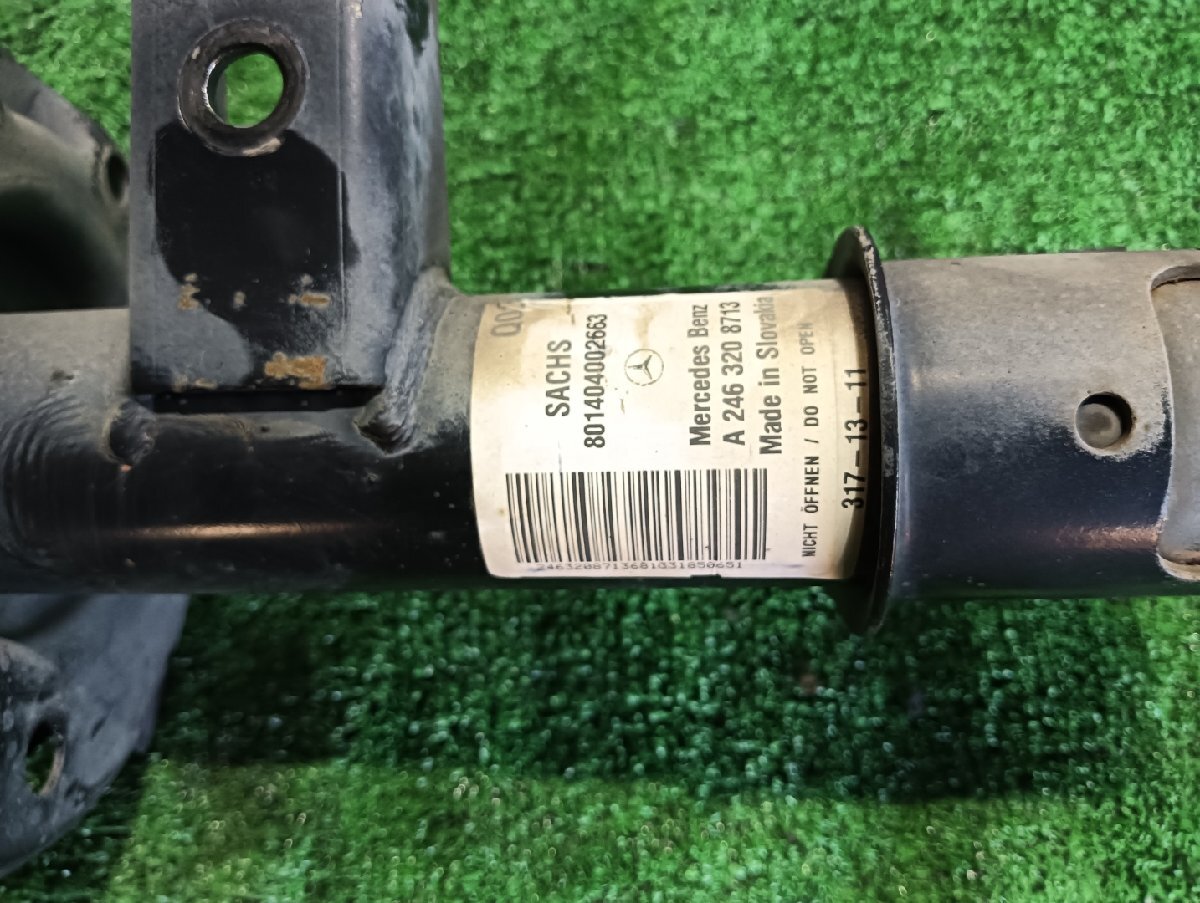 SACHS
801404002663
Mercedes Benz
A 246 320 8713
Made in Slovakia
NICHT ÖFFNEN / DO NOT OPEN
317-13-11